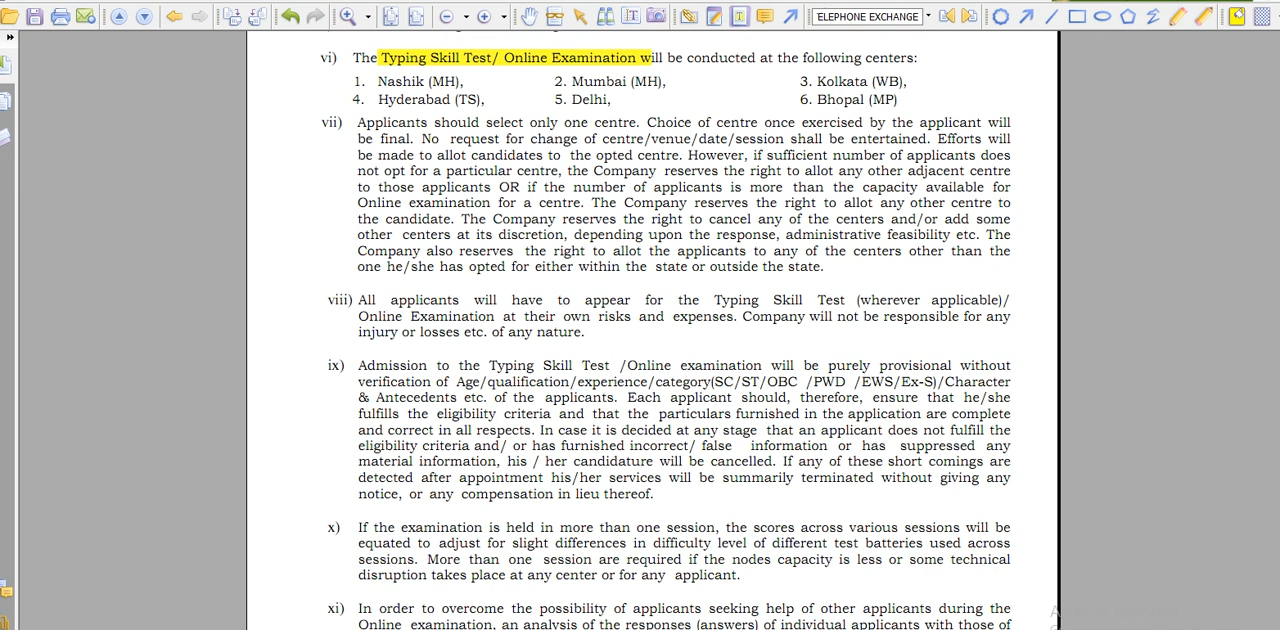 ELEPHONE EXCHANGE
vi) The Typing Skill Test/ Online Examination will be conducted at the following centers:
1. Nashik (MH), 2. Mumbai (MH), 3. Kolkata (WB),
4. Hyderabad (TS), 5. Delhi, 6. Bhopal (MP)
vii) Applicants should select only one centre. Choice of centre once exercised by the applicant will
be final. No request for change of centre/venue/date/session shall be entertained. Efforts will
be made to allot candidates to the opted centre. However, if sufficient number of applicants does
not opt for a particular centre, the Company reserves the right to allot any other adjacent centre
to those applicants OR if the number of applicants is more than the capacity available for
Online examination for a centre. The Company reserves the right to allot any other centre to
the candidate. The Company reserves the right to cancel any of the centers and/or add some
other centers at its discretion, depending upon the response, administrative feasibility etc. The
Company also reserves the right to allot the applicants to any of the centers other than the
one he/she has opted for either within the state or outside the state.
viii) All applicants will have to appear for the Typing Skill Test (wherever applicable)/
Online Examination at their own risks and expenses. Company will not be responsible for any
injury or losses etc. of any nature.
ix) Admission to the Typing Skill Test /Online examination will be purely provisional without
verification of Age/qualification/experience/category(SC/ST/OBC /PWD /EWS/Ex-S)/Character
& Antecedents etc. of the applicants. Each applicant should, therefore, ensure that he/she
fulfills the eligibility criteria and that the particulars furnished in the application are complete
and correct in all respects. In case it is decided at any stage that an applicant does not fulfill the
eligibility criteria and/ or has furnished incorrect/ false information or has suppressed any
material information, his / her candidature will be cancelled. If any of these short comings are
detected after appointment his/her services will be summarily terminated without giving any
notice, or any compensation in lieu thereof.
x) If the examination is held in more than one session, the scores across various sessions will be
equated to adjust for slight differences in difficulty level of different test batteries used across
sessions. More than one session are required if the nodes capacity is less or some technical
disruption takes place at any center or for any applicant.
xi) In order to overcome the possibility of applicants seeking help of other applicants during the
Online examination, an analysis of the responses (answers) of individual applicants with those of